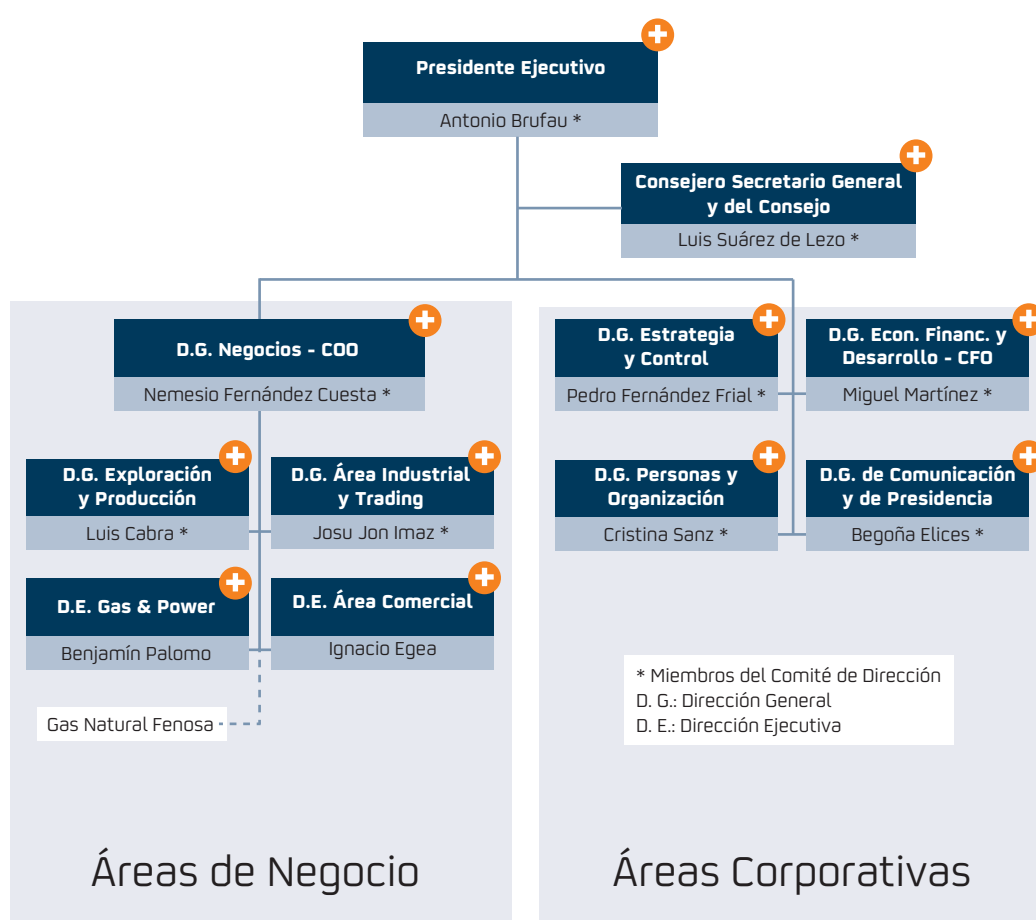 Presidente Ejecutivo
Antonio Brufau *
Consejero Secretario General
y del Consejo
Luis Suárez de Lezo *
D.G. Negocios - COO
Nemesio Fernández Cuesta *
D.G. Exploración
y Producción
Luis Cabra *
D.G. Área Industrial
y Trading
Josu Jon Imaz *
D.E. Gas & Power
Benjamín Palomo
D.E. Área Comercial
Ignacio Egea
Gas Natural Fenosa
Áreas de Negocio
D.G. Estrategia
y Control
Pedro Fernández Frial *
D.G. Econ. Financ. y
Desarrollo - CFO
Miguel Martínez *
D.G. Personas y
Organización
Cristina Sanz *
D.G. de Comunicación
y de Presidencia
Begoña Elices *
* Miembros del Comité de Dirección
D. G.: Dirección General
D. E.: Dirección Ejecutiva
Áreas Corporativas